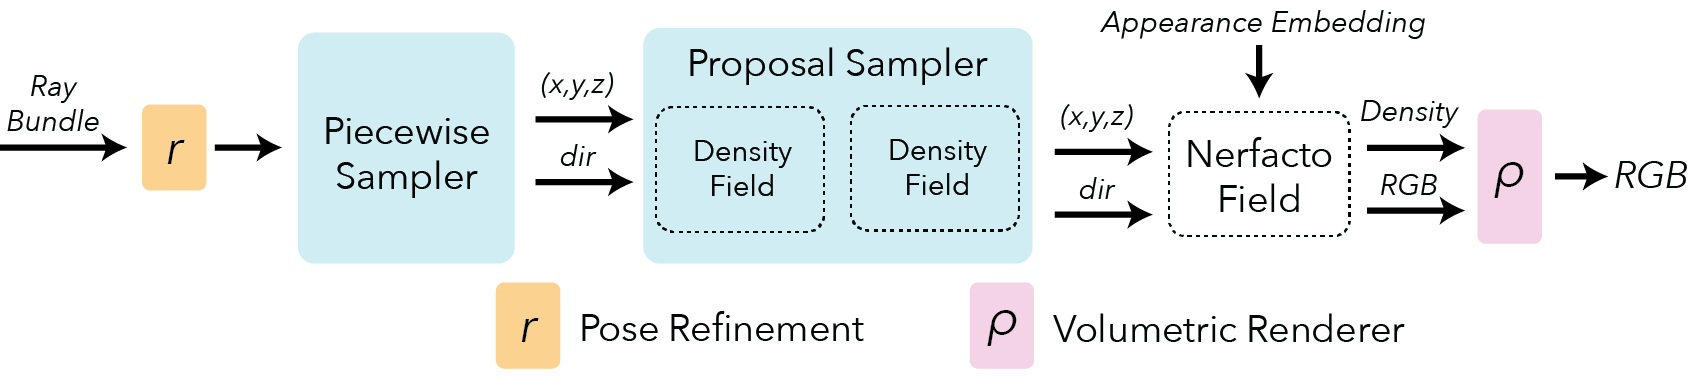 Ray
Bundle
r
Piecewise
Sampler
(x,y,z)
dir
Proposal Sampler
Density
Field
Density
Field
(x,y,z)
dir
Appearance Embedding
Nerfacto
Field
Density
RGB
ρ
RGB
r Pose Refinement
ρ Volumetric Renderer